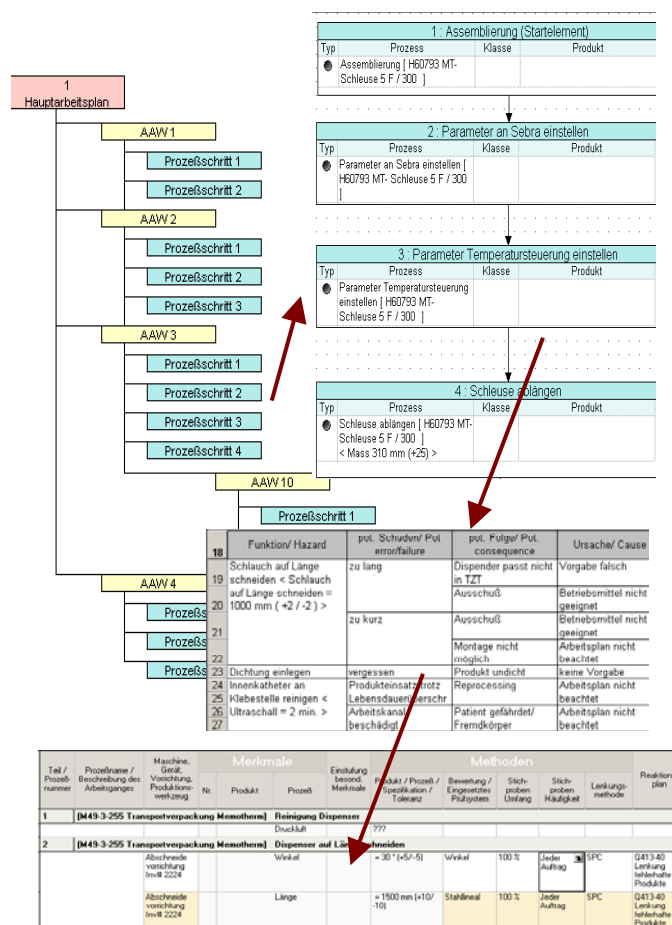 1
Hauptarbeitsplan
AAW 1
Prozeßschritt 1
Prozeßschritt 2
AAW 2
Prozeßschritt 1
Prozeßschritt 2
Prozeßschritt 3
AAW 3
Prozeßschritt 1
Prozeßschritt 2
Prozeßschritt 3
Prozeßschritt 4
AAW 10
Prozeßschritt 1
AAW 4
Prozeßs
Prozeßs
Prozeßs
1 : Assemblierung (Startelement)
Typ Prozess Klasse Produkt
Assemblierung [ H60793 MT-
Schleuse 5 F / 300 ]
2 : Parameter an Sebra einstellen
Typ Prozess Klasse Produkt
Parameter an Sebra einstellen [
H60793 MT- Schleuse 5 F / 300
]
3 : Parameter Temperatursteuerung einstellen
Typ Prozess Klasse Produkt
Parameter Temperatursteuerung
einstellen [ H60793 MT-
Schleuse 5 F / 300 ]
4 : Schleuse ablängen
Typ Prozess Klasse Produkt
Schleuse ablängen [ H60793 MT-
Schleuse 5 F / 300 ]
< Mass 310 mm (+25) >
18 Funktion/ Hazard pot. Schaden/ Pot. error/failure pot. Folge/ Pot. consequence Ursache/ Cause
19 Schlauch auf Länge schneiden < Schlauch auf Länge schneiden = 1000 mm ( +2 / -2 ) > zu lang Dispender passt nicht in TZT Vorgabe falsch
20 Ausschuß Betriebsmittel nicht geeignet
21 zu kurz Ausschuß Betriebsmittel nicht geeignet
22 Montage nicht möglich Arbeitsplan nicht beachtet
23 Dichtung einlegen vergessen Produkt undicht keine Vorgabe
24 Innenkatheter an Produkteinsatz trotz Reprocessing Arbeitsplan nicht
25 Klebestelle reinigen < Lebensdauerüberschr beachtet
26 Ultraschall = 2 min. > Arbeitskanal Patient gefährdet/ Arbeitsplan nicht
27 beschädigt Fremdkörper beachtet
Merkmale Methoden
Teil / Prozeß- nummer
Prozeßname / Beschreibung des Arbeitsganges
Maschine, Gerät, Vorrichtung, Produktions- werkzeug
Nr. Produkt Prozeß
Einstufung besond. Merkmale
Produkt / Prozeß / Spezifikation / Toleranz
Bewertung / Eingesetztes Prüfsystem
Stich- proben Umfang
Stich- proben Häufigkeit
Lenkungs- methode
Reaktion plan
1 [M49-3-255 Transportverpackung Memotherm] Reinigung Dispenser
Druckluft ???
2 [M49-3-255 Transportverpackung Memotherm] Dispenser auf Länge schneiden
Abschneide vorrichtung Inv# 2224 Winkel = 30 ° (+5/-5) Winkel 100 % Jeder Auftrag SPC Q413-40 Lenkung fehlerhafte Produkte
Abschneide vorrichtung Inv# 2224 Länge = 1500 mm (+10/ -10) Stahllineal 100 % Jeder Auftrag SPC Q413-40 Lenkung fehlerhafte Produkte